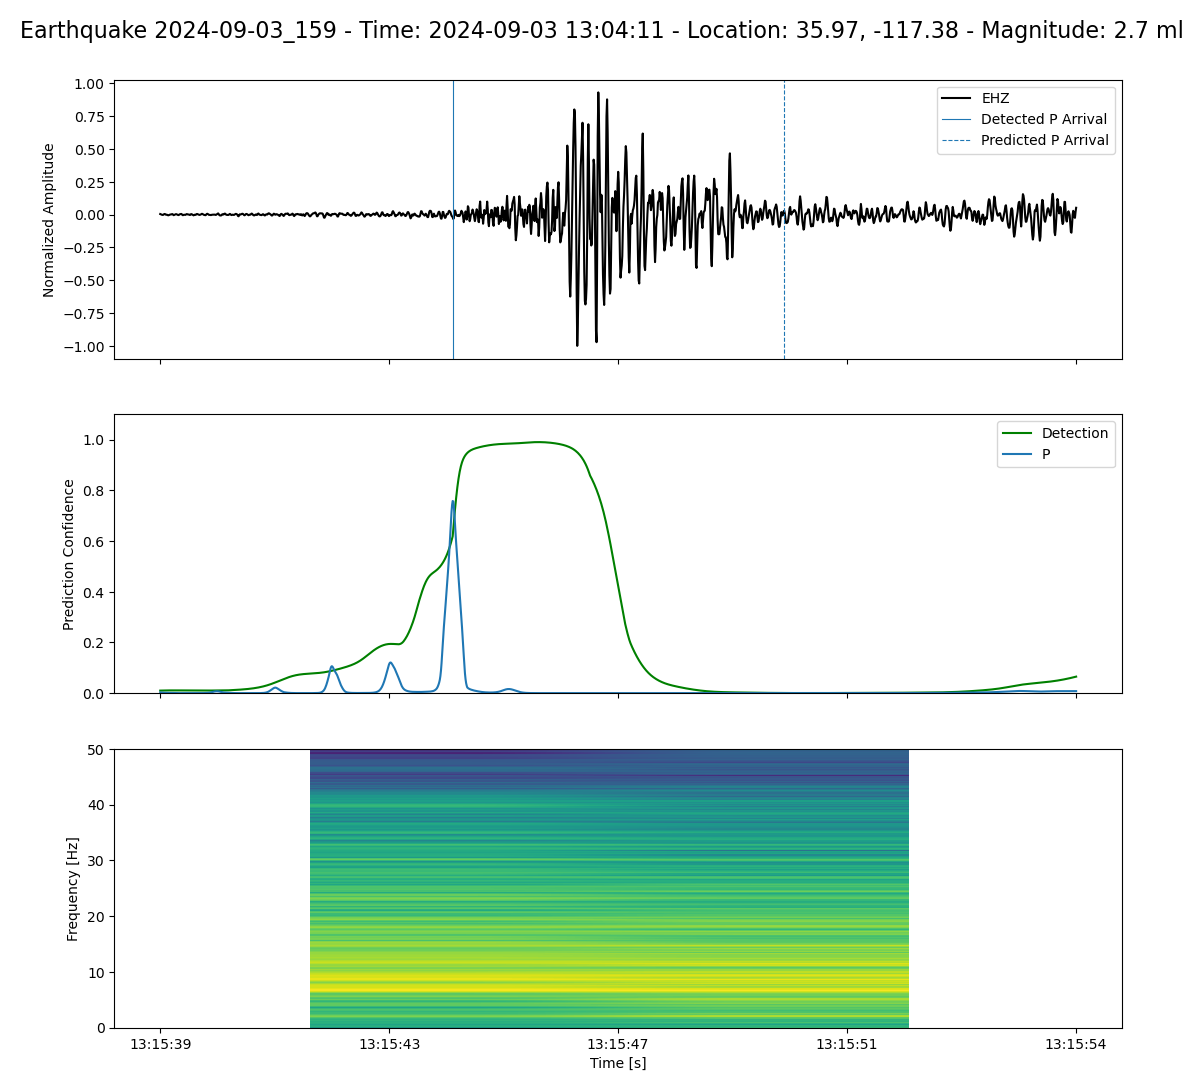 Earthquake 2024-09-03_159 - Time: 2024-09-03 13:04:11 - Location: 35.97, -117.38 - Magnitude: 2.7 ml
1.00
0.75
0.50
0.25
0.00
−0.25
−0.50
−0.75
−1.00
Normalized Amplitude
EHZ
Detected P Arrival
Predicted P Arrival
1.0
0.8
0.6
0.4
0.2
0.0
Prediction Confidence
Detection
P
50
40
30
20
10
0
Frequency [Hz]
13:15:39
13:15:43
13:15:47
13:15:51
13:15:54
Time [s]